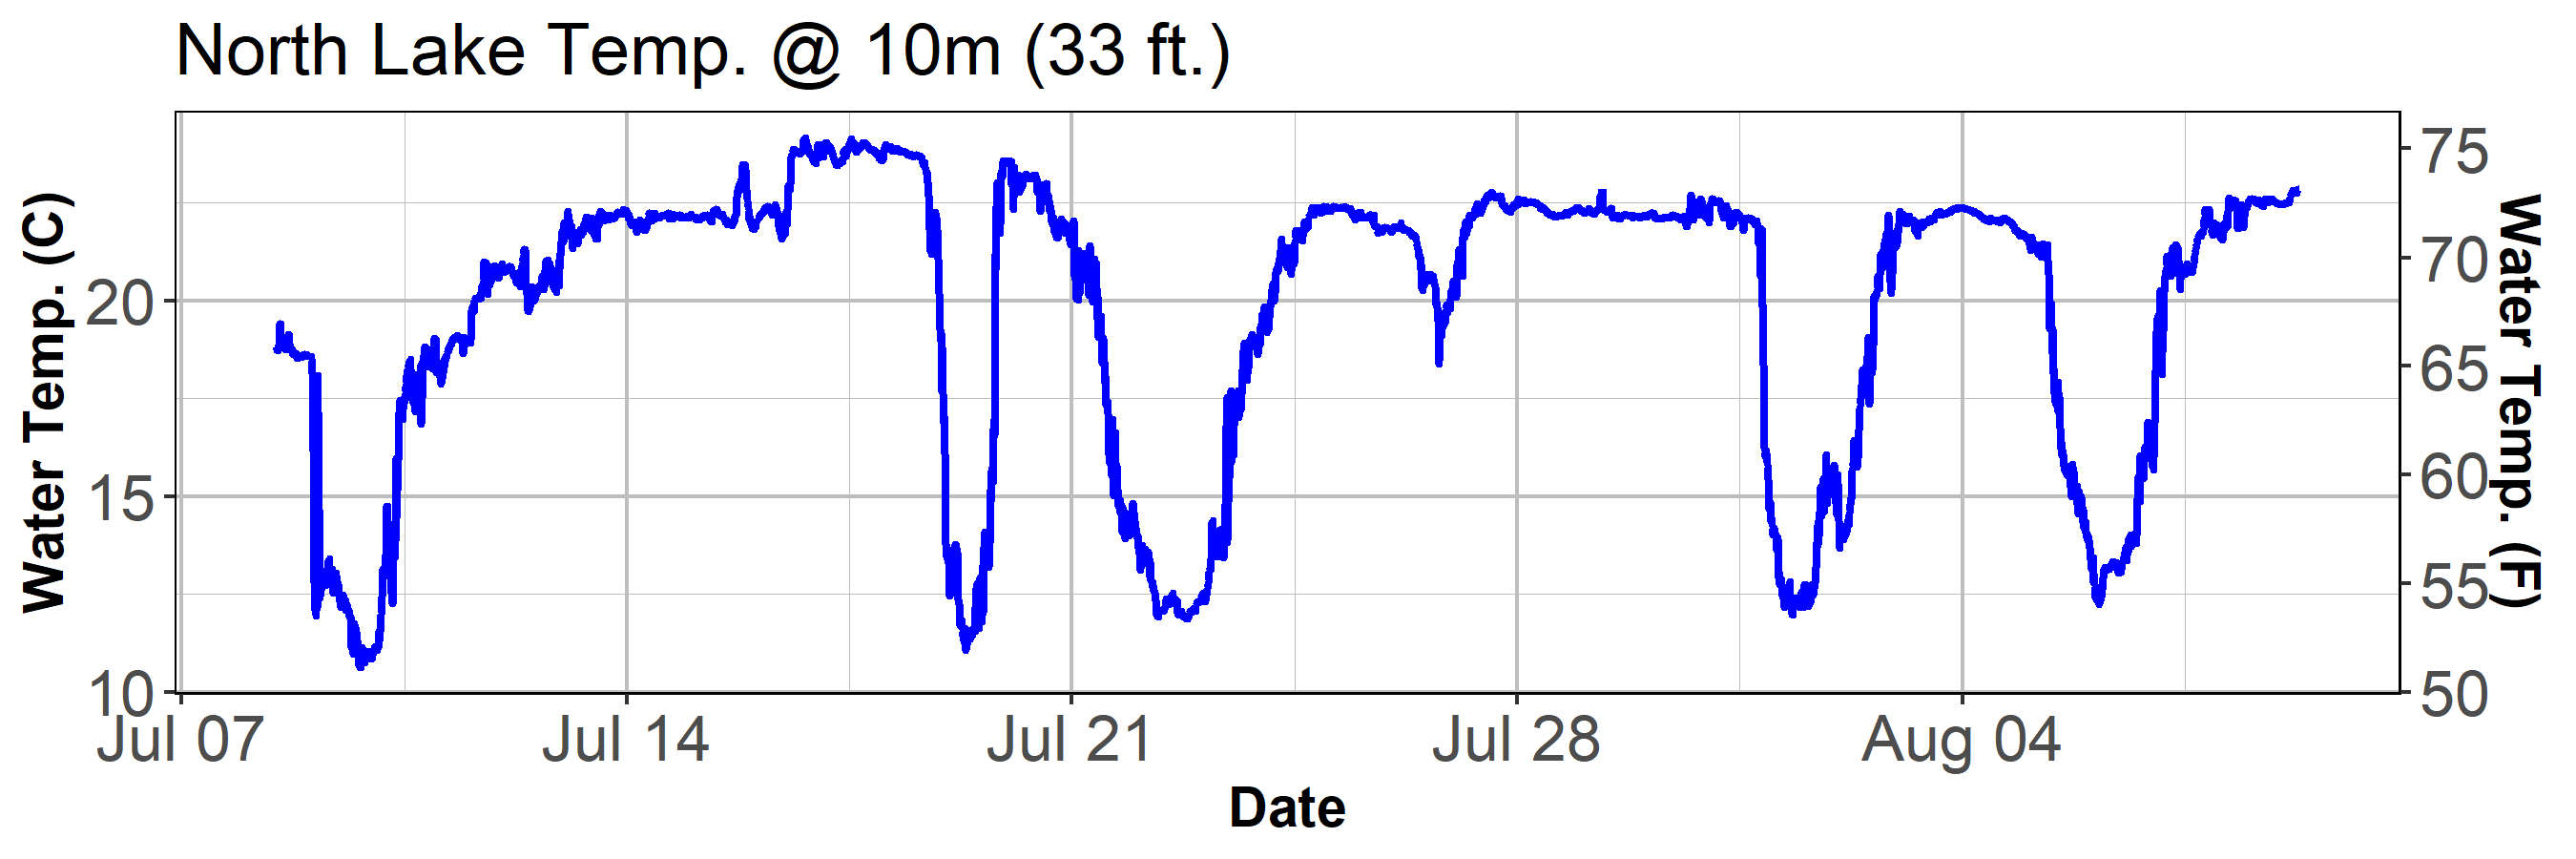 North Lake Temp. @ 10m (33 ft.)
Water Temp. (C)
20
15
10
75
70
65
60
55
50
Water Temp. (F)
Jul 07
Jul 14
Jul 21
Jul 28
Aug 04
Date